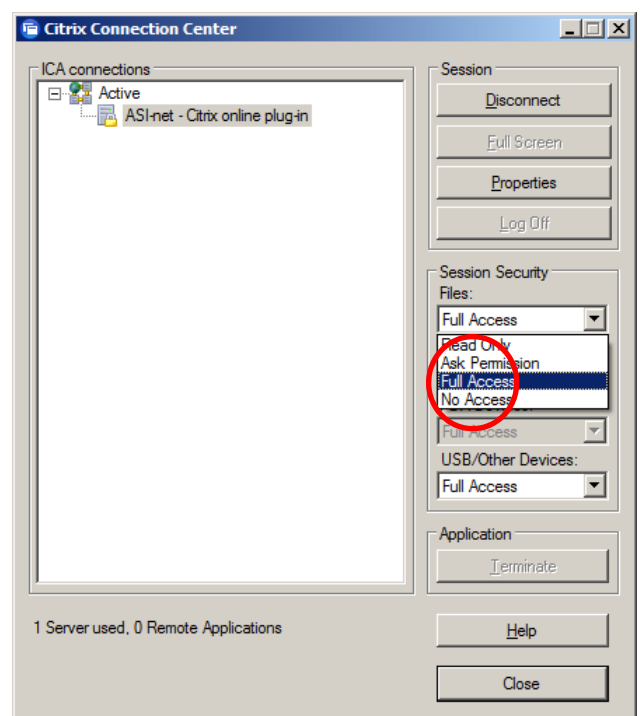 Citrix Connection Center
ICA connections
Active
ASI-net - Citrix online plug-in
Session
Disconnect
Full Screen
Properties
Log Off
Session Security
Files:
Full Access
Read Only
Ask Permission
Full Access
No Access
Full Access
USB/Other Devices:
Full Access
Application
Terminate
1 Server used, 0 Remote Applications
Help
Close